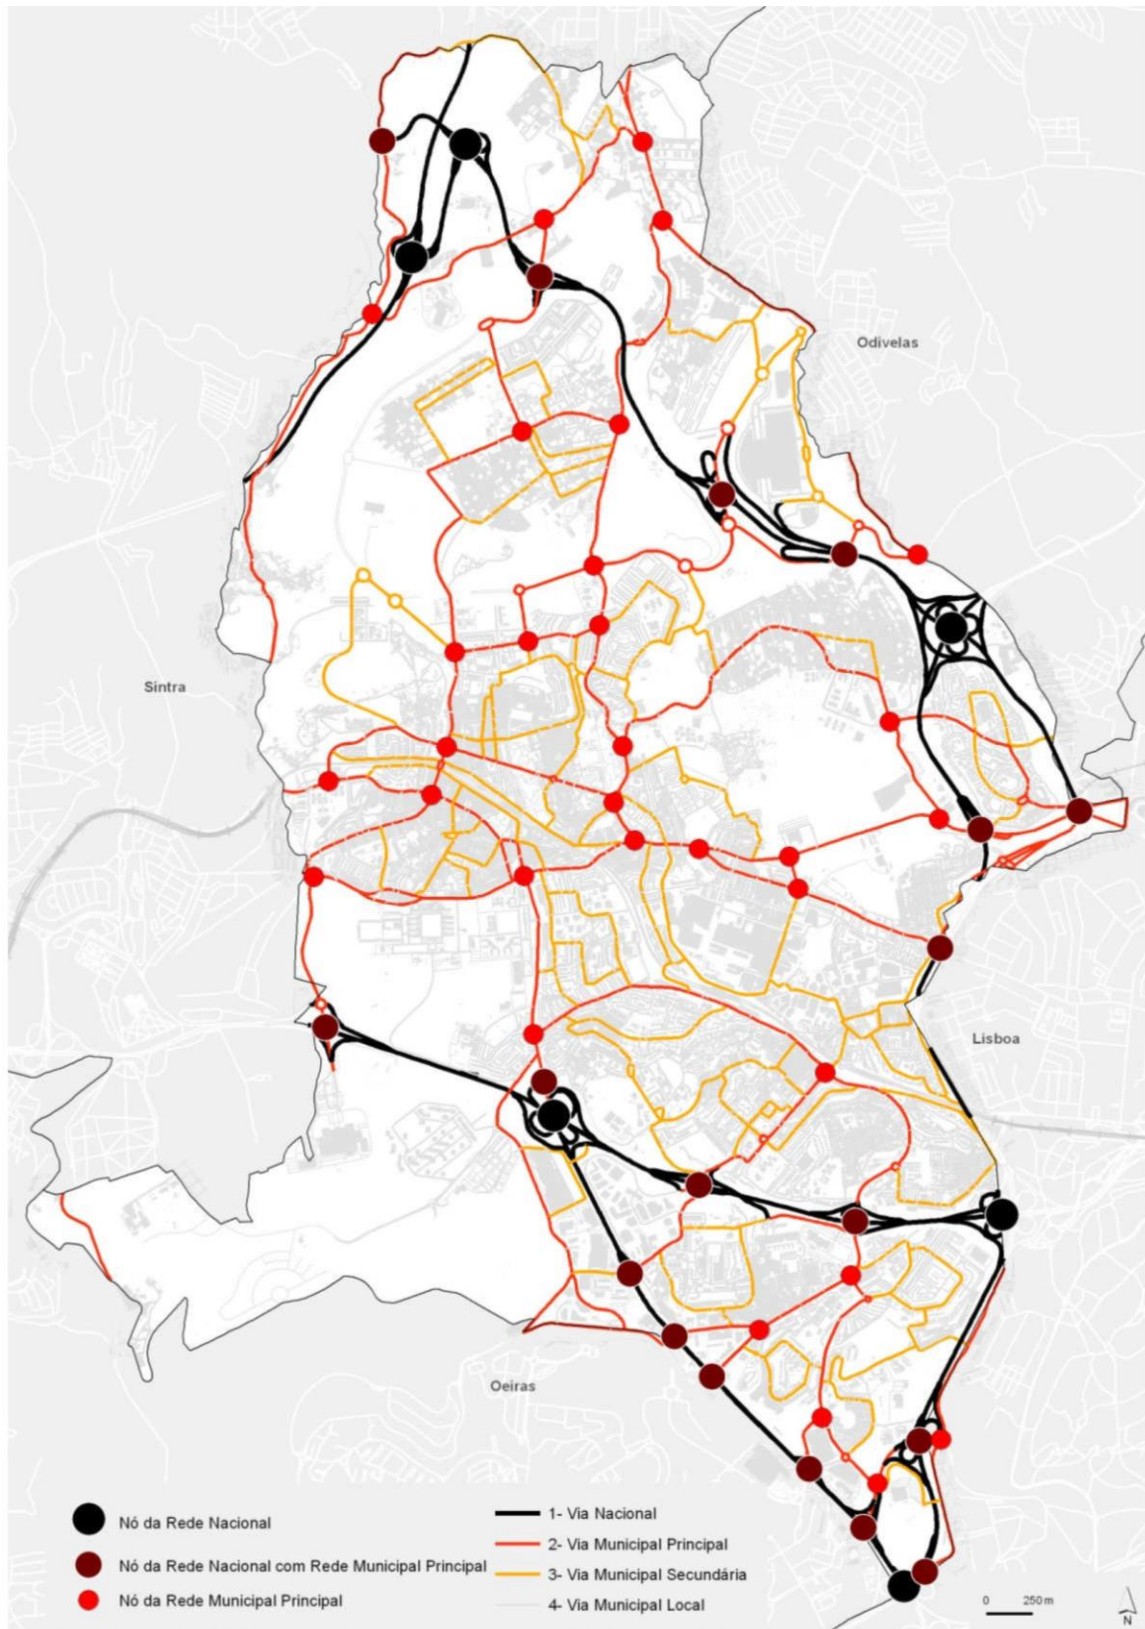 Odivelas
Sintra
Lisboa
Oeiras
Nó da Rede Nacional
Nó da Rede Nacional com Rede Municipal Principal
Nó da Rede Municipal Principal
1- Via Nacional
2- Via Municipal Principal
3- Via Municipal Secundária
4- Via Municipal Local
0 250 m
N